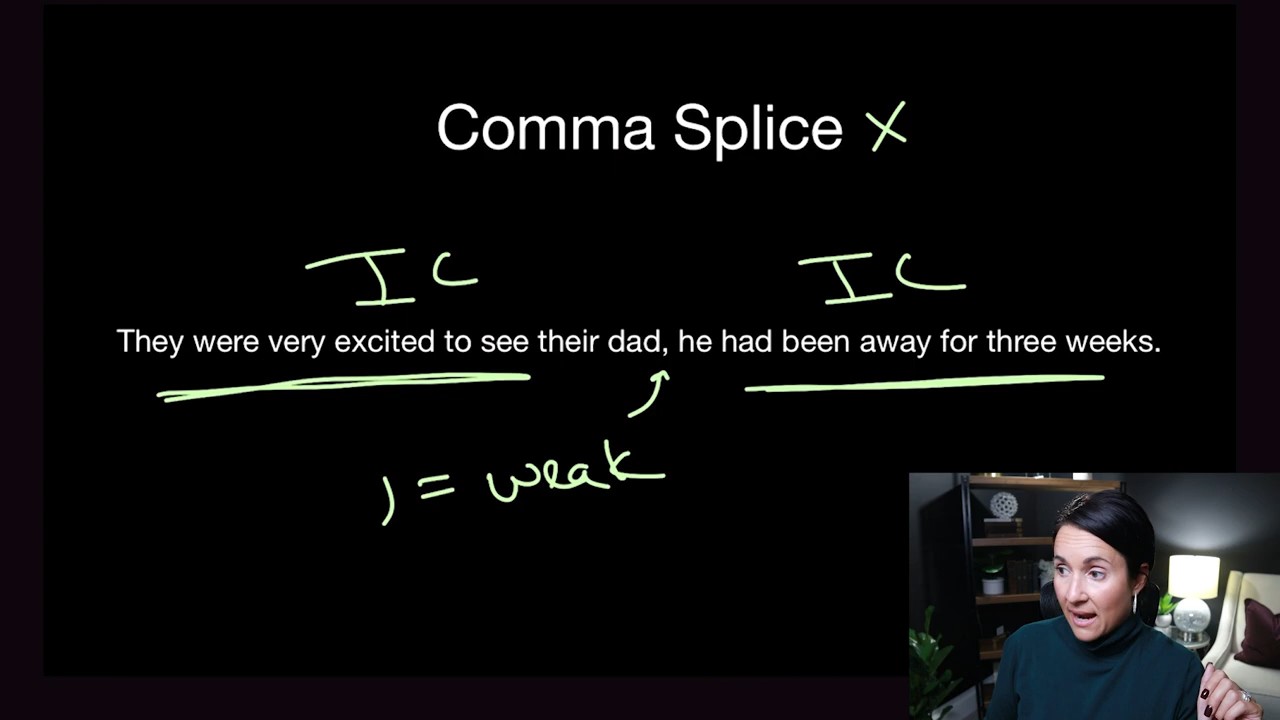 Comma Splice X
IC IC
They were very excited to see their dad, he had been away for three weeks.
, = weak